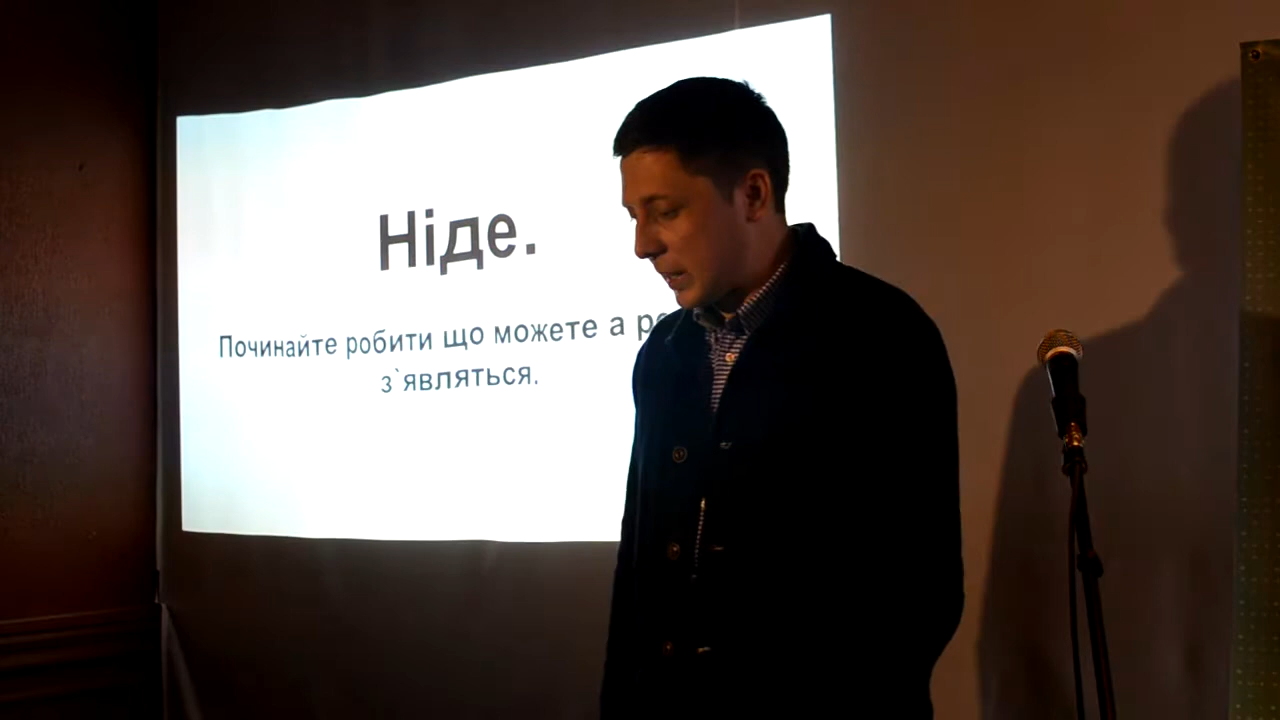 Ніде.
Починайте робити що можете а
з`являться.